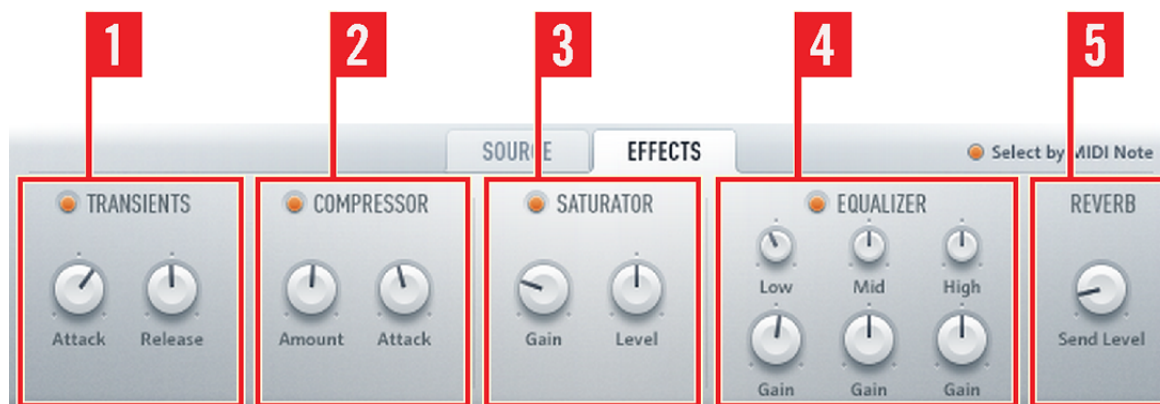 1 2 3 4 5
SOURCE EFFECTS Select by MIDI Note
TRANSIENTS COMPRESSOR SATURATOR EQUALIZER REVERB
Low Mid High
Attack Release Amount Attack Gain Level Send Level
Gain Gain Gain